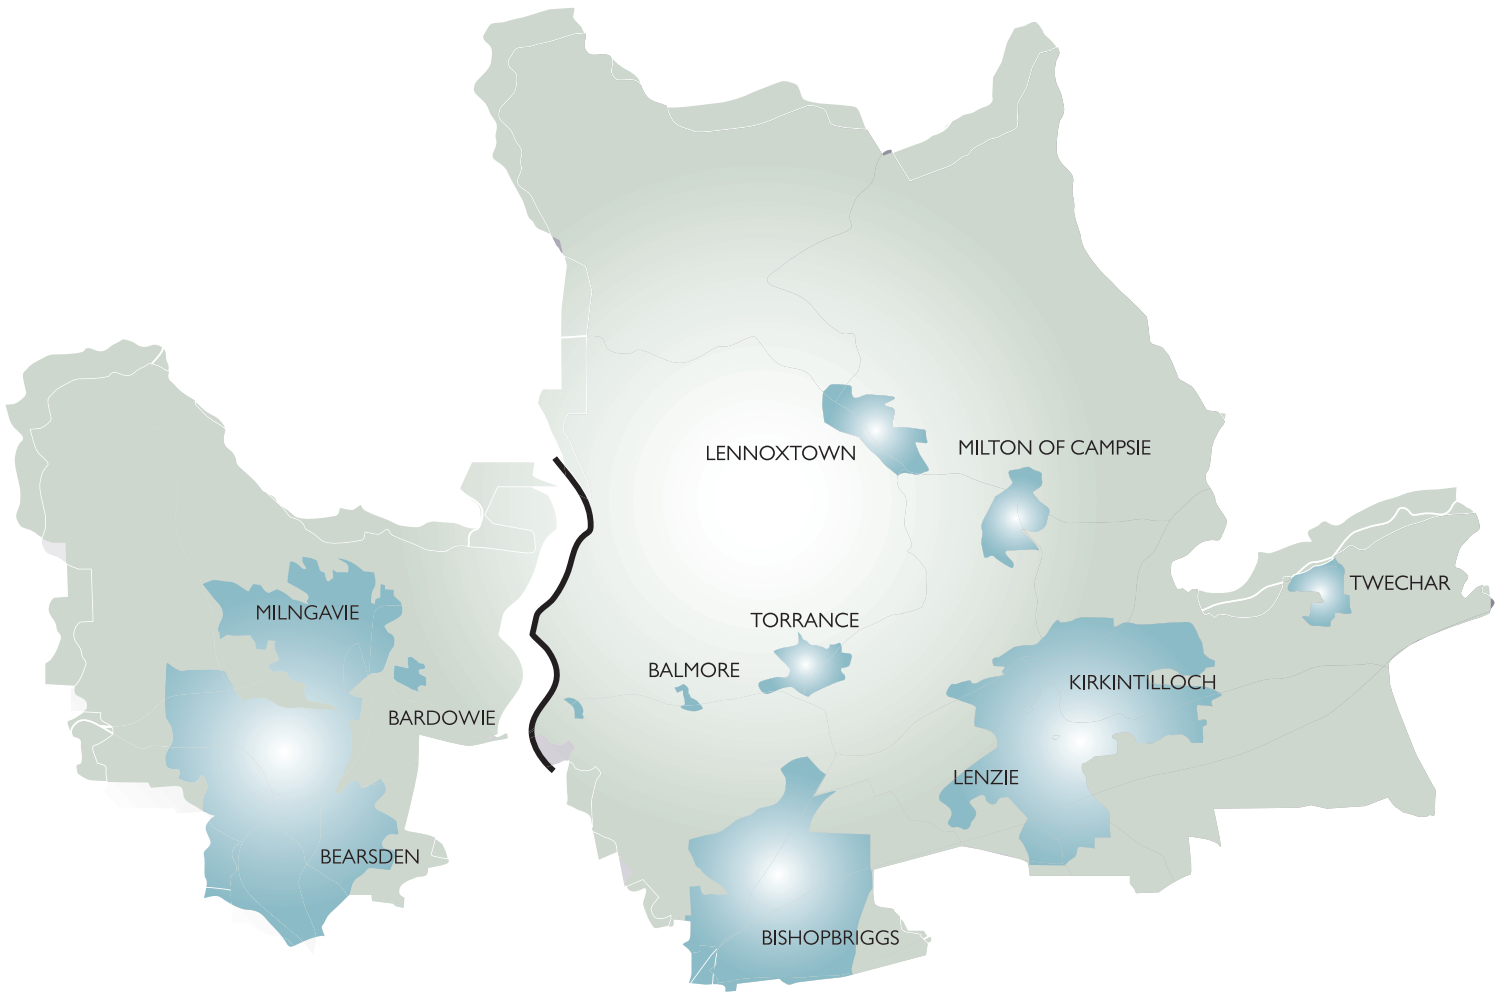 LENNOXTOWN
MILTON OF CAMPSIE
TWECHAR
MILNGAVIE
TORRANCE
BALMORE
KIRKINTILLOCH
BARDOWIE
LENZIE
BEARSDEN
BISHOPBRIGGS